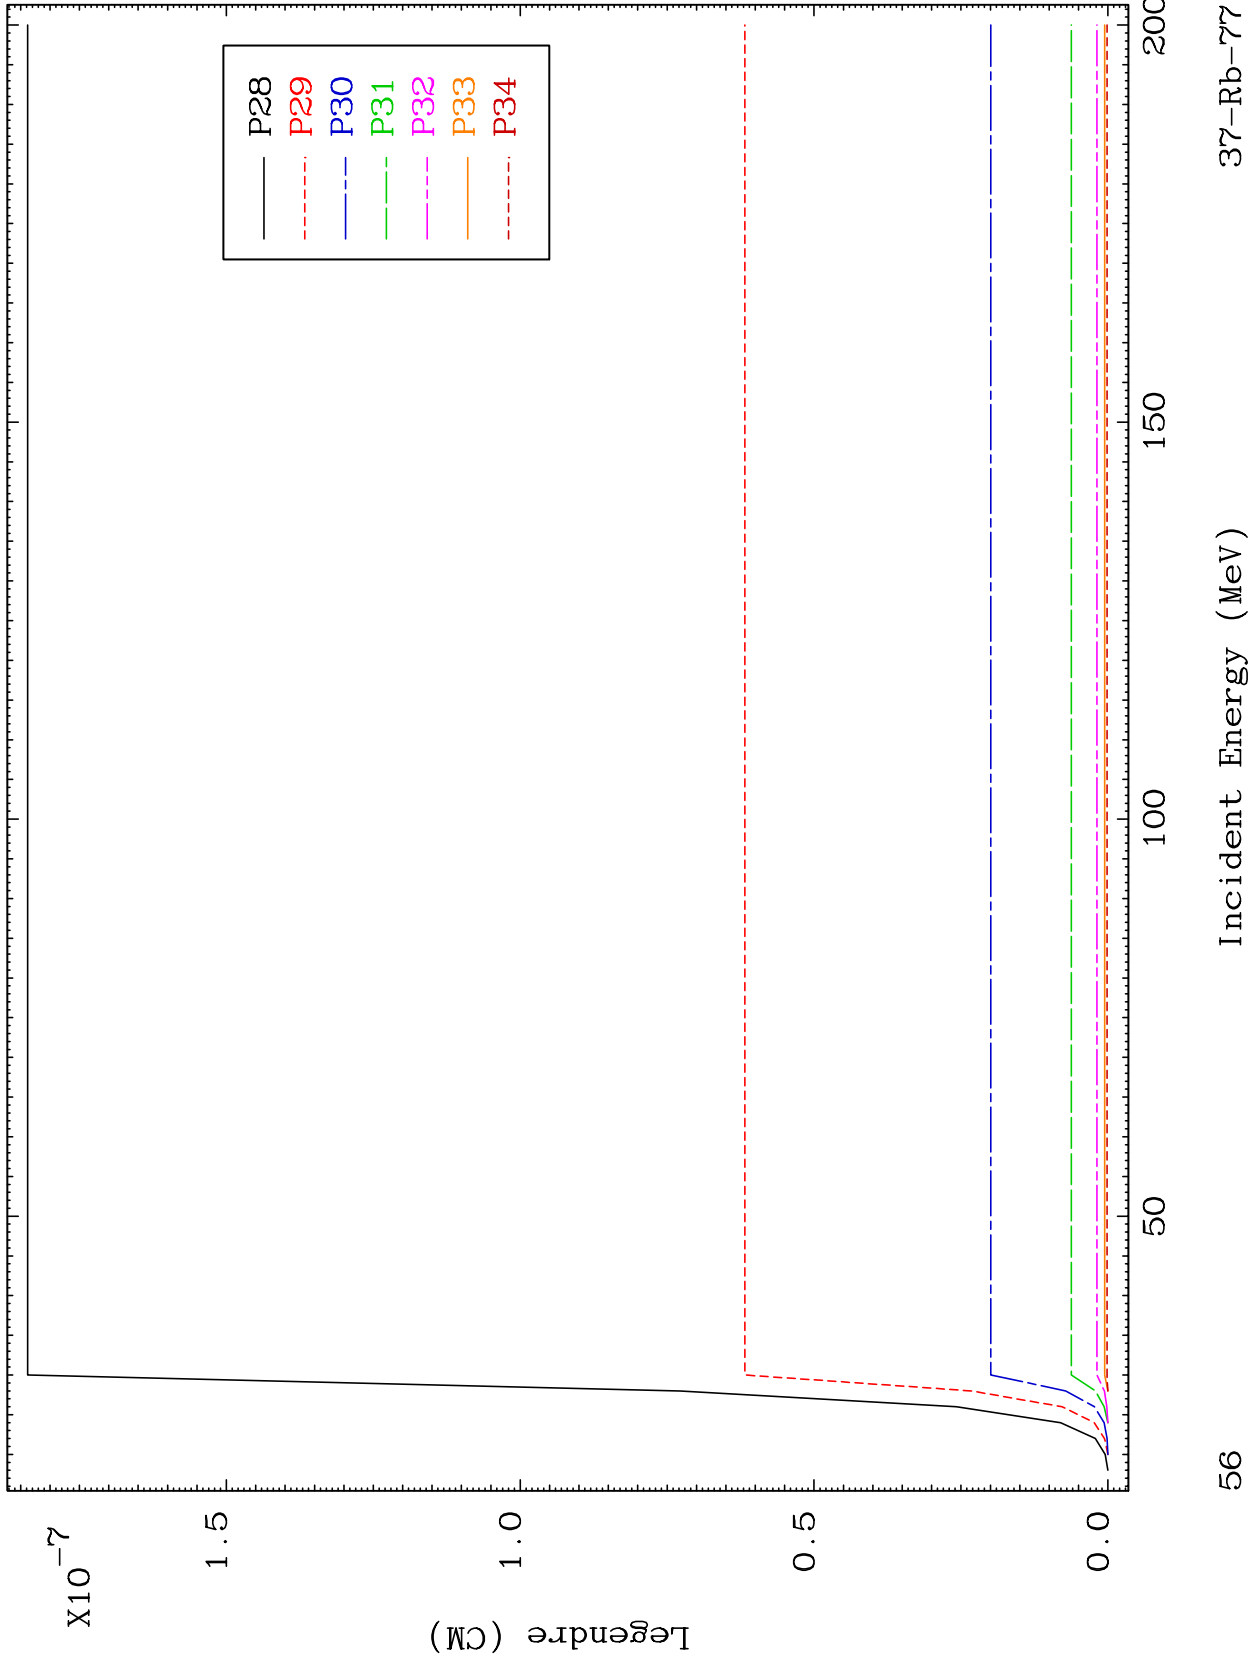 X10^-7
Legendre (CM)
1.5
1.0
0.5
0.0
P28
P29
P30
P31
P32
P33
P34
50
100
150
200
Incident Energy (MeV)
56
37-Rb-77